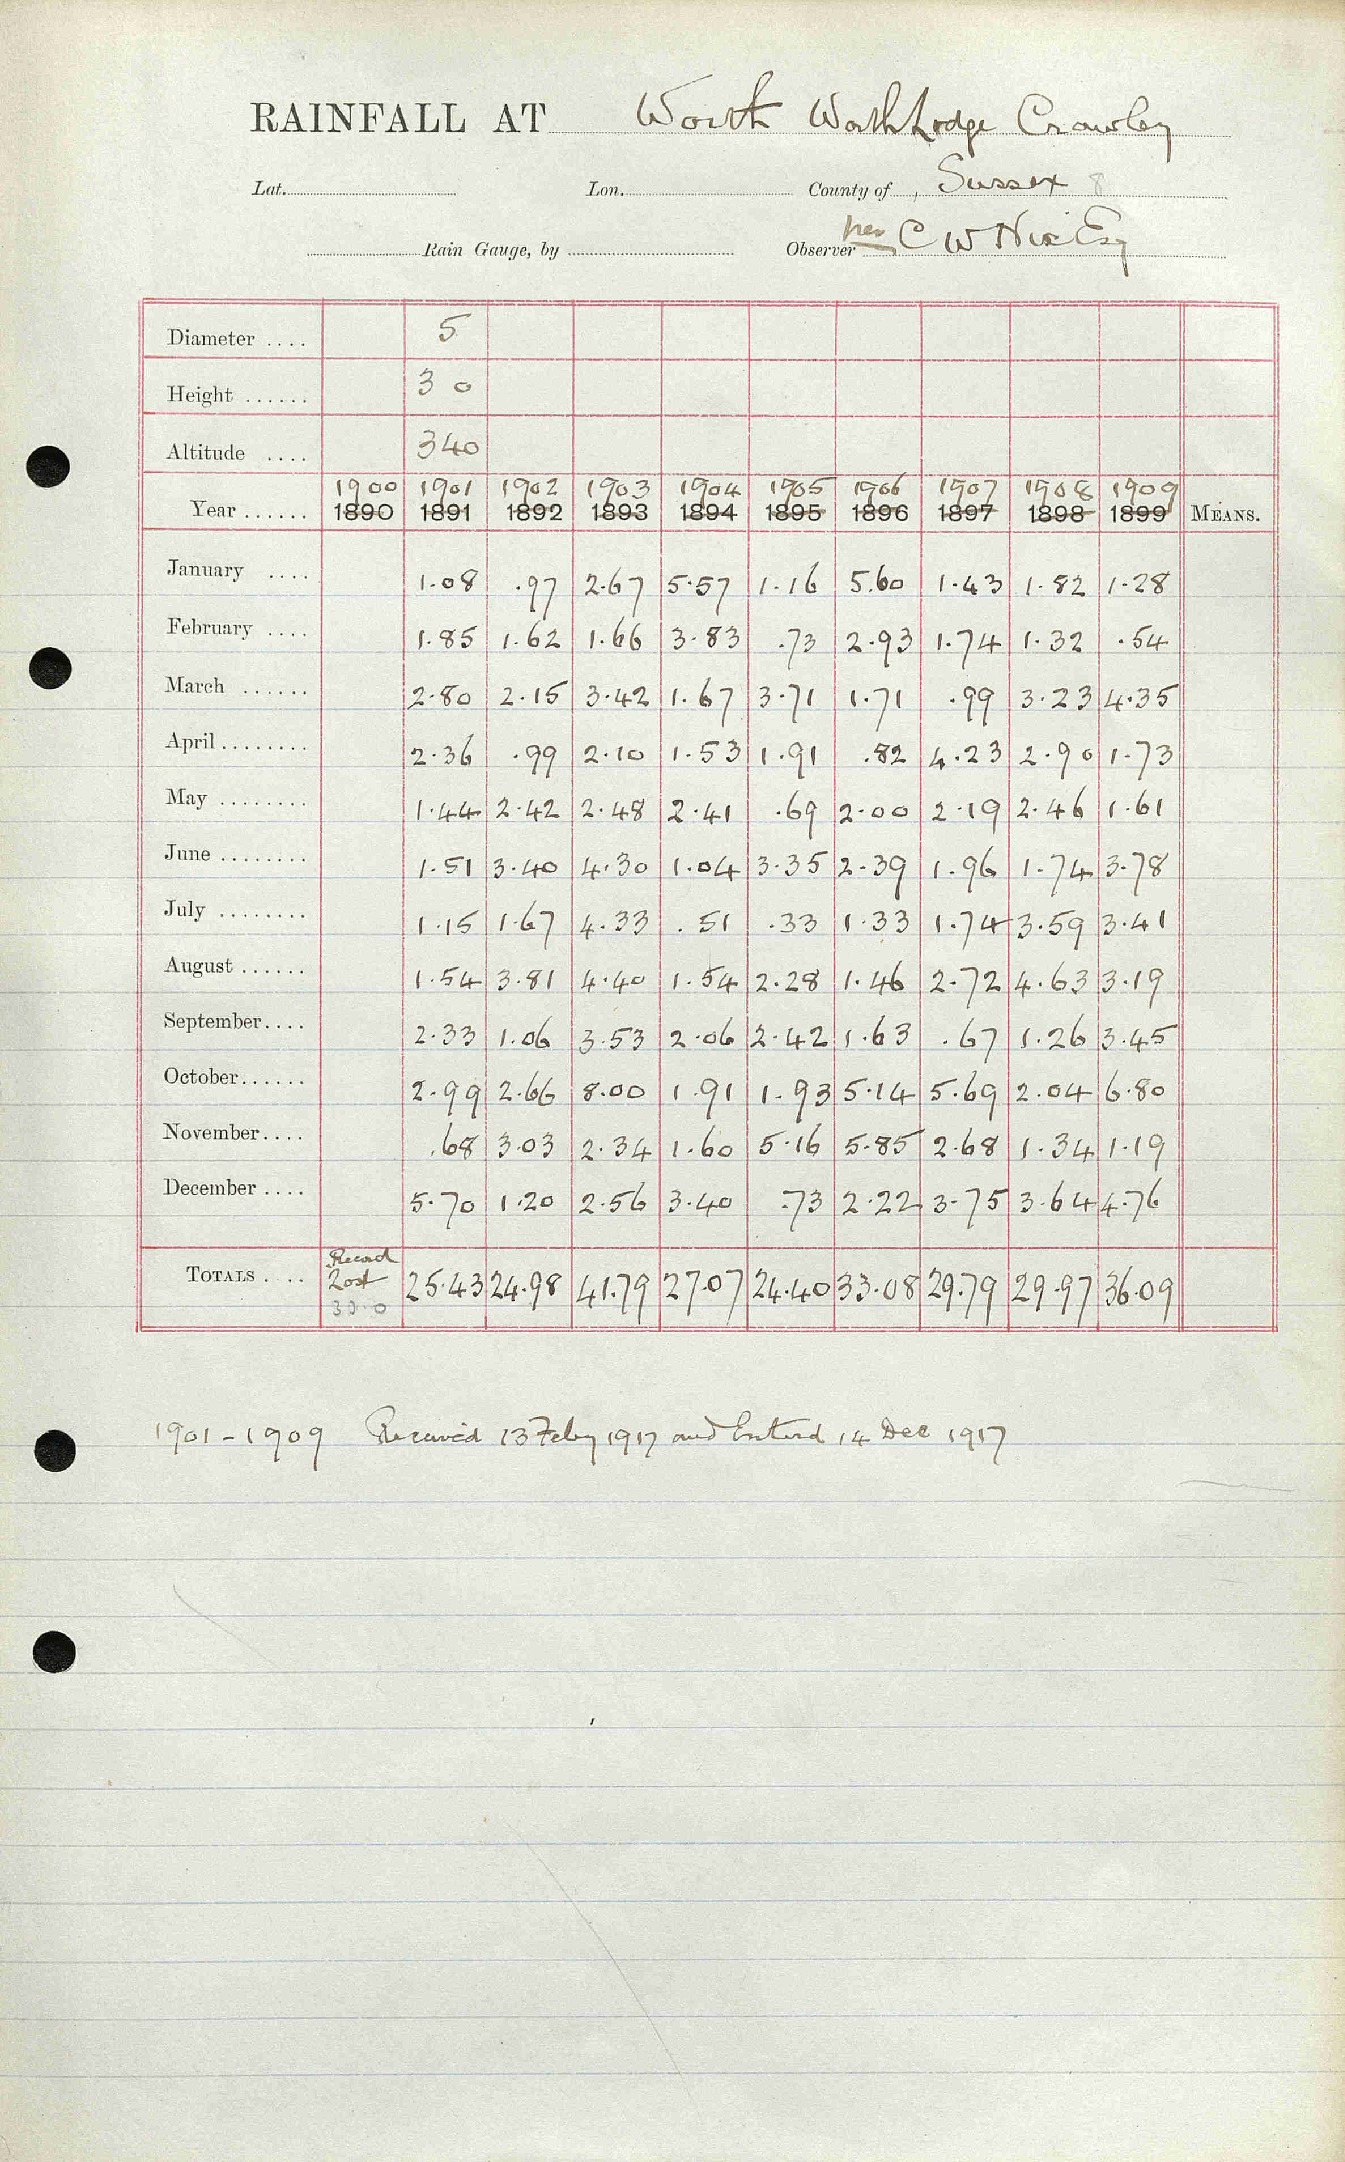 RAINFALL AT Worth Worth Lodge Crawley
Lat. Lon. County of Sussex 8
Rain Gauge, by Observer per C W Nix Esq
Diameter .... 5
Height ...... 3 0
Altitude .... 340
1900 1901 1902 1903 1904 1905 1906 1907 1908 1909
Year ...... 1890 1891 1892 1893 1894 1895 1896 1897 1898 1899 MEANS.
January .... 1.08 .97 2.67 5.57 1.16 5.60 1.43 1.82 1.28
February .... 1.85 1.62 1.66 3.83 .73 2.93 1.74 1.32 .54
March ...... 2.80 2.15 3.42 1.67 3.71 1.71 .99 3.23 4.35
April ........ 2.36 .99 2.10 1.53 1.91 .82 4.23 2.90 1.73
May ........ 1.44 2.42 2.48 2.41 .69 2.00 2.19 2.46 1.61
June ........ 1.51 3.40 4.30 1.04 3.35 2.39 1.96 1.74 3.78
July ........ 1.15 1.67 4.33 .51 .33 1.33 1.74 3.59 3.41
August ...... 1.54 3.81 4.40 1.54 2.28 1.46 2.72 4.63 3.19
September.... 2.33 1.06 3.53 2.06 2.42 1.63 .67 1.26 3.45
October...... 2.99 2.66 8.00 1.91 1.93 5.14 5.69 2.04 6.80
November.... .68 3.03 2.34 1.60 5.16 5.85 2.68 1.34 1.19
December .... 5.70 1.20 2.56 3.40 .73 2.22 3.75 3.64 4.76
Record
TOTALS .... Lost 25.43 24.98 41.79 27.07 24.40 33.08 29.79 29.97 36.09
30.0
1901-1909 Received 13 Feby 1917 and Entered 14 Dec 1917